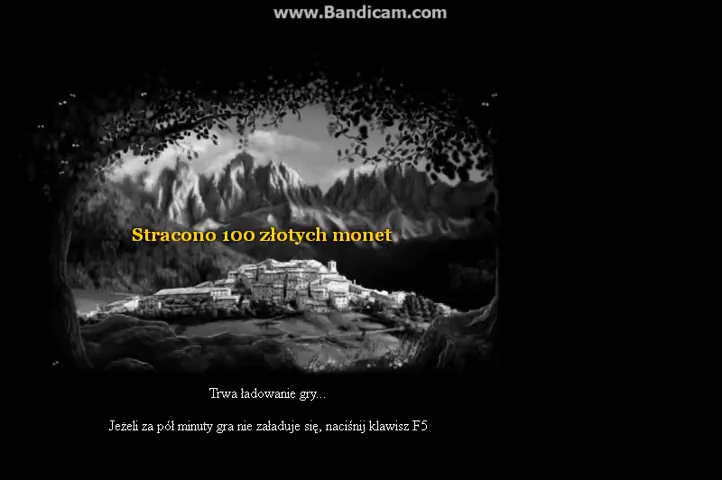 www.Bandicam.com
Stracono 100 złotych monet
Trwa ładowanie gry...
Jeżeli za pół minuty gra nie załaduje się, naciśnij klawisz F5